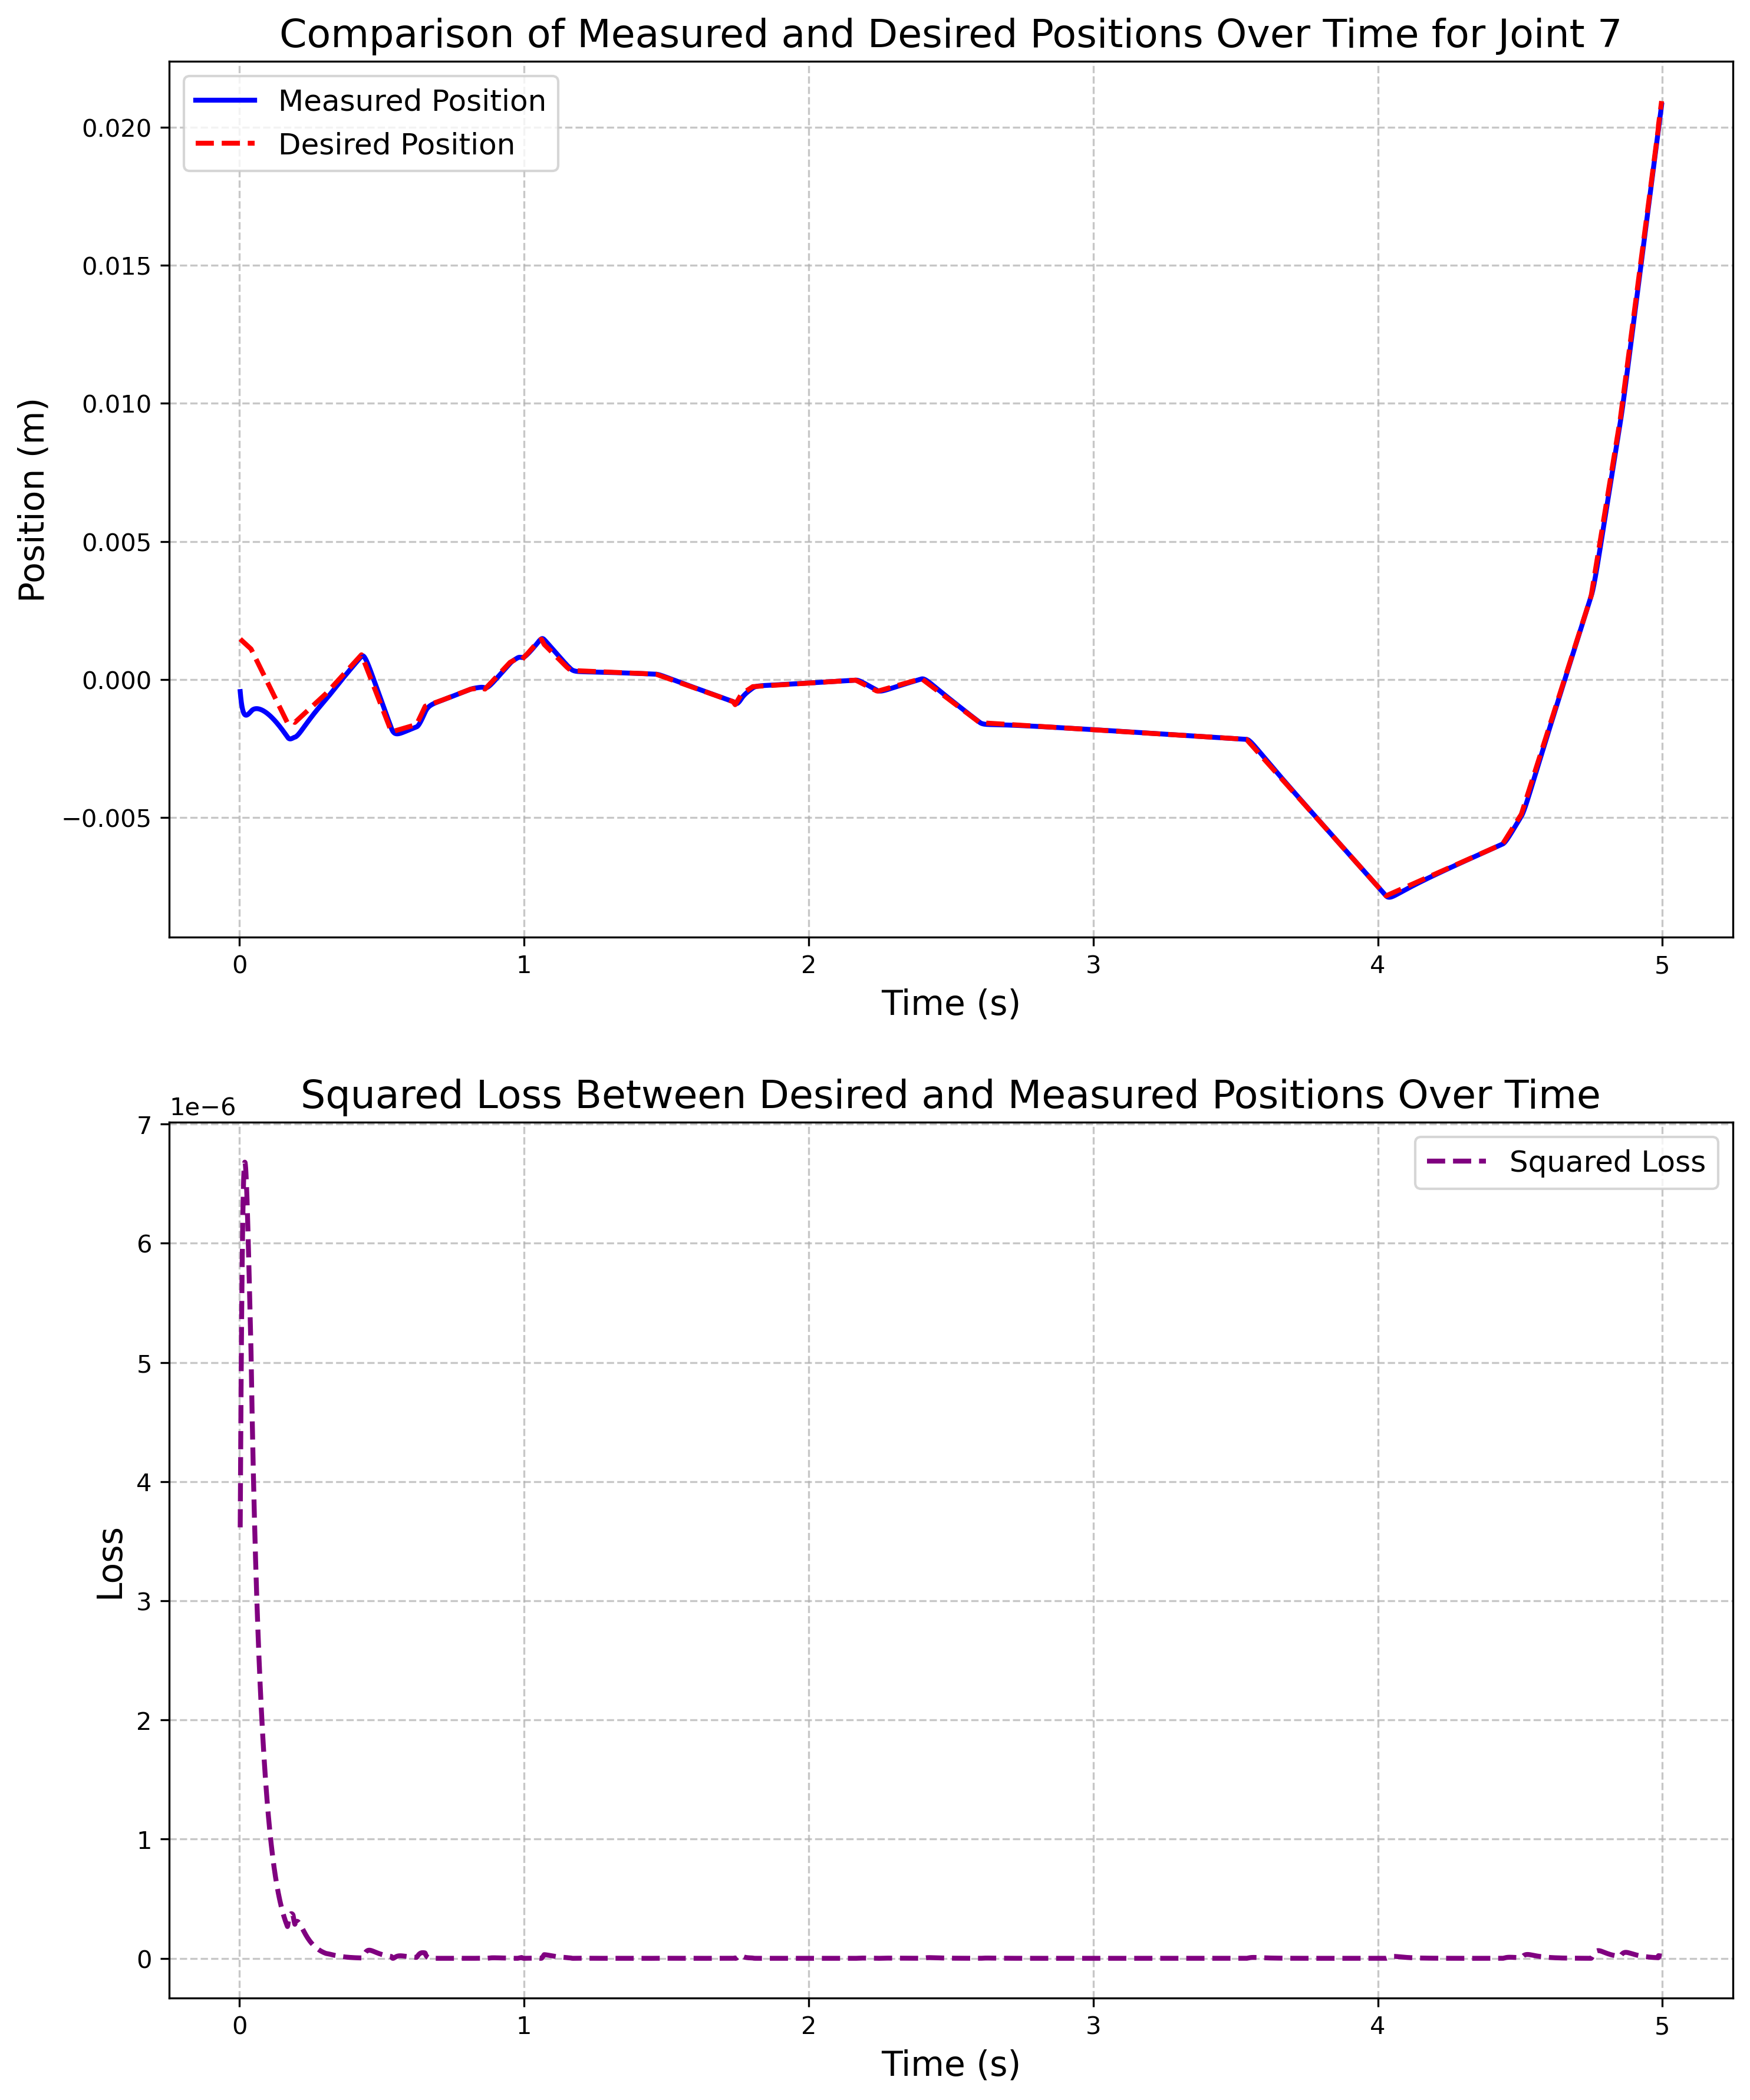 Comparison of Measured and Desired Positions Over Time for Joint 7
Measured Position
Desired Position
Position (m)
0.020
0.015
0.010
0.005
0.000
−0.005
0 1 2 3 4 5
Time (s)
Squared Loss Between Desired and Measured Positions Over Time
1e−6
Squared Loss
Loss
7
6
5
4
3
2
1
0
0 1 2 3 4 5
Time (s)